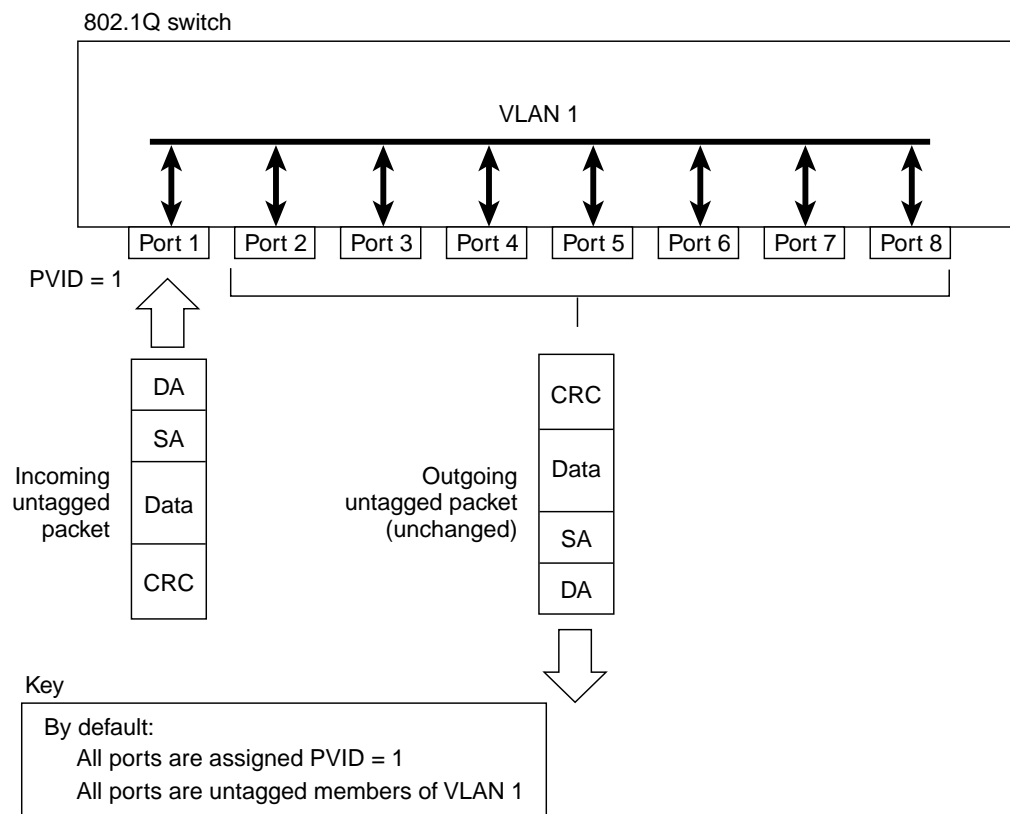 802.1Q switch
VLAN 1
Port 1
Port 2
Port 3
Port 4
Port 5
Port 6
Port 7
Port 8
PVID = 1
Incoming
untagged
packet
DA
SA
Data
CRC
Outgoing
untagged packet
(unchanged)
CRC
Data
SA
DA
Key
By default:
All ports are assigned PVID = 1
All ports are untagged members of VLAN 1